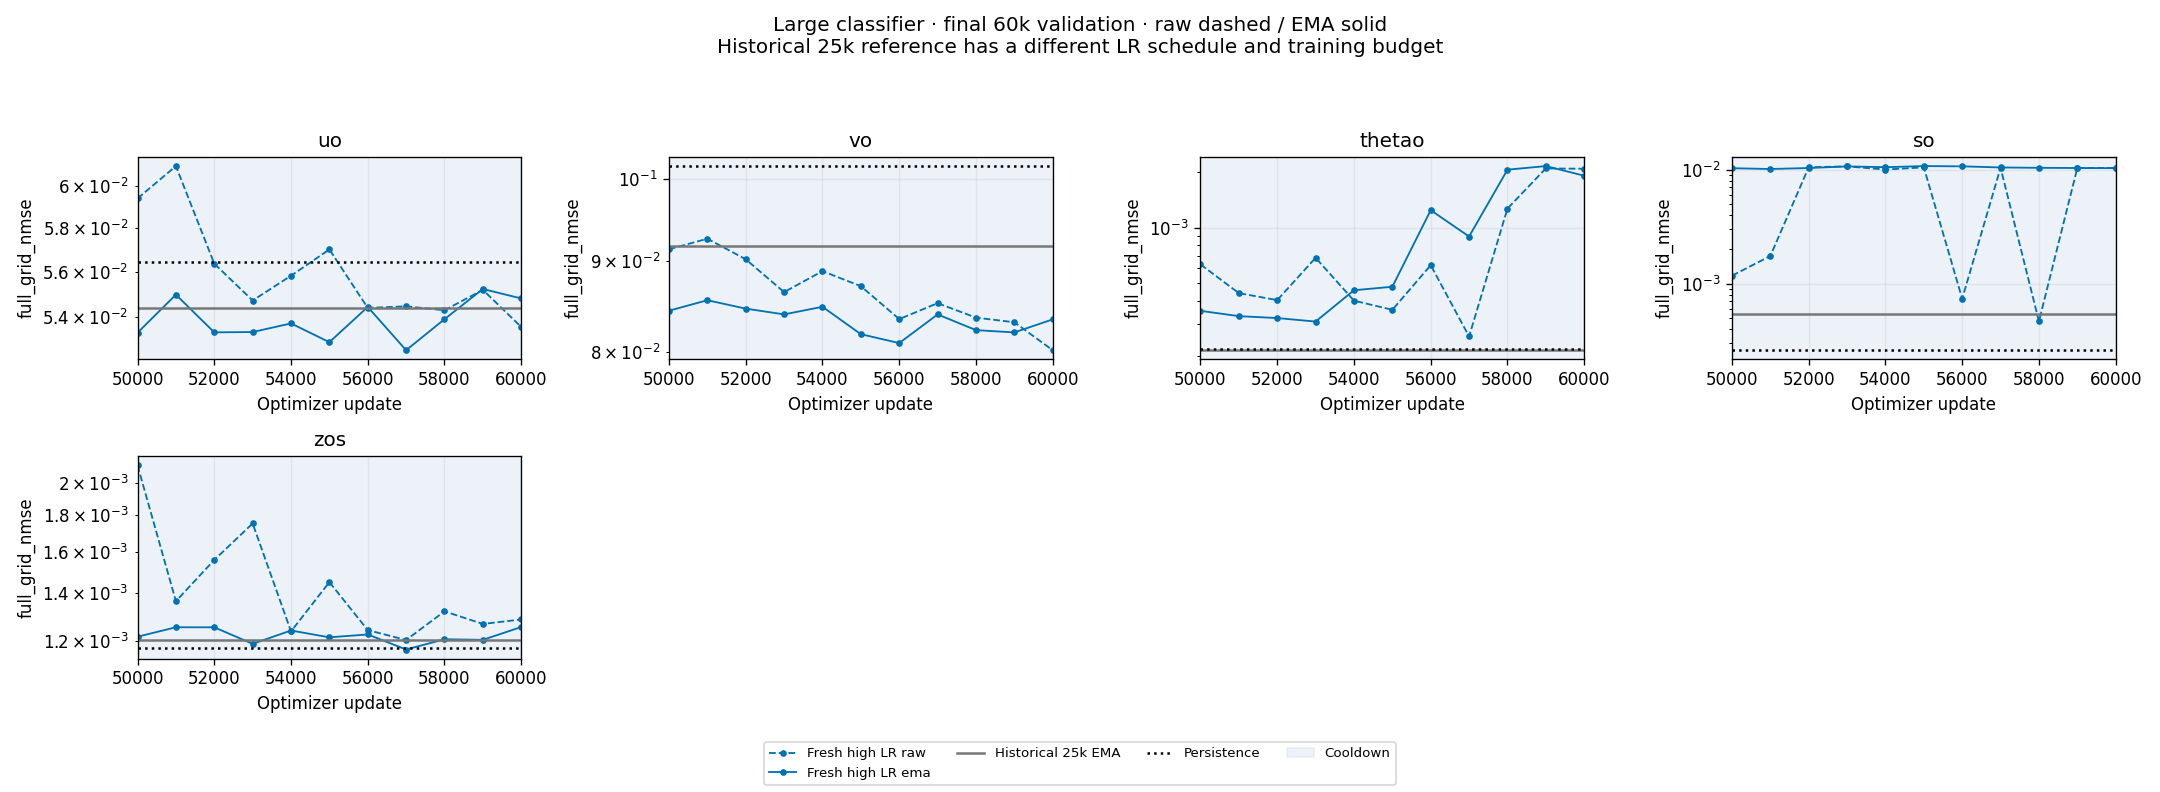 Large classifier · final 60k validation · raw dashed / EMA solid
Historical 25k reference has a different LR schedule and training budget
uo
full_grid_nmse
6 × 10⁻²
5.8 × 10⁻²
5.6 × 10⁻²
5.4 × 10⁻²
50000 52000 54000 56000 58000 60000
Optimizer update
vo
full_grid_nmse
10⁻¹
9 × 10⁻²
8 × 10⁻²
50000 52000 54000 56000 58000 60000
Optimizer update
thetao
full_grid_nmse
10⁻³
50000 52000 54000 56000 58000 60000
Optimizer update
so
full_grid_nmse
10⁻²
10⁻³
50000 52000 54000 56000 58000 60000
Optimizer update
zos
full_grid_nmse
2 × 10⁻³
1.8 × 10⁻³
1.6 × 10⁻³
1.4 × 10⁻³
1.2 × 10⁻³
50000 52000 54000 56000 58000 60000
Optimizer update
Fresh high LR raw
Fresh high LR ema
Historical 25k EMA
Persistence
Cooldown